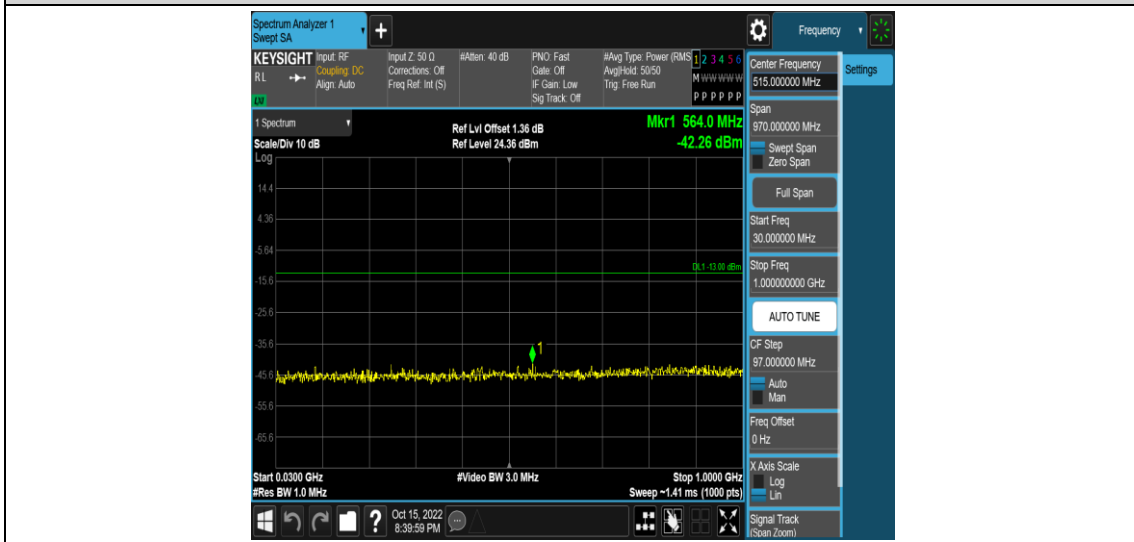 Spectrum Analyzer 1
Swept SA
Frequency
KEYSIGHT
RL
LXI
Input: RF
Coupling: DC
Align: Auto
Input Z: 50 Ω
Corrections: Off
Freq Ref: Int (S)
#Atten: 40 dB
PNO: Fast
Gate: Off
IF Gain: Low
Sig Track: Off
#Avg Type: Power (RMS
Avg|Hold: 50/50
Trig: Free Run
1 2 3 4 5 6
M W W W W W
P P P P P P
1 Spectrum
Scale/Div 10 dB
Ref Lvl Offset 1.36 dB
Ref Level 24.36 dBm
Mkr1 564.0 MHz
-42.26 dBm
Log
14.4
4.36
-5.64
-15.6
-25.6
-35.6
-45.6
-55.6
-65.6
DL1 -13.00 dBm
1
Start 0.0300 GHz
#Res BW 1.0 MHz
#Video BW 3.0 MHz
Stop 1.0000 GHz
Sweep ~1.41 ms (1000 pts)
Center Frequency
515.000000 MHz
Settings
Span
970.000000 MHz
Swept Span
Zero Span
Full Span
Start Freq
30.000000 MHz
Stop Freq
1.000000000 GHz
AUTO TUNE
CF Step
97.000000 MHz
Auto
Man
Freq Offset
0 Hz
X Axis Scale
Log
Lin
Signal Track
(Span Zoom)
?
Oct 15, 2022
8:39:59 PM